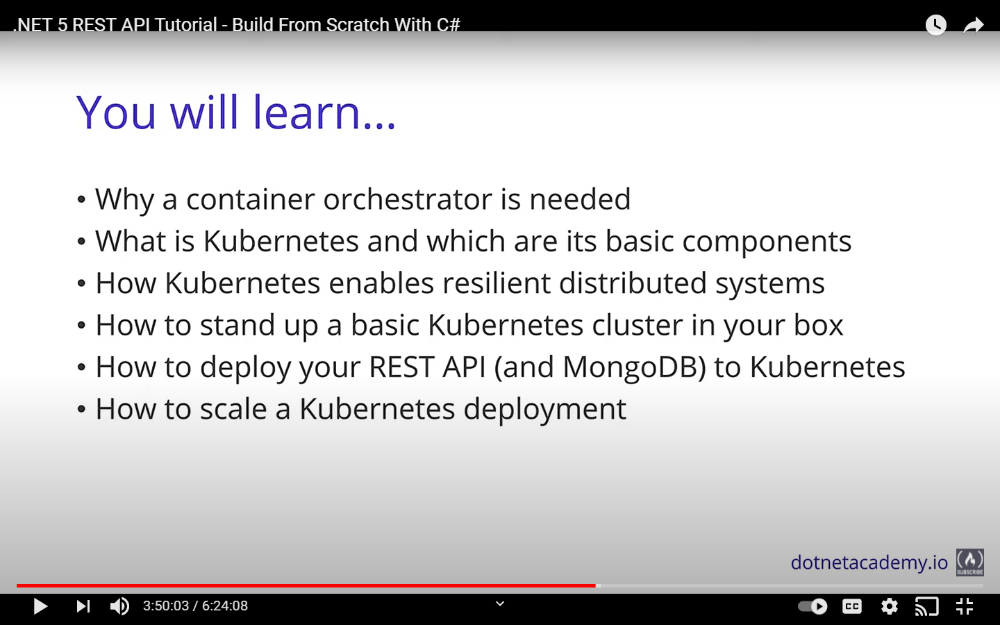 .NET 5 REST API Tutorial - Build From Scratch With C#
You will learn...
• Why a container orchestrator is needed
• What is Kubernetes and which are its basic components
• How Kubernetes enables resilient distributed systems
• How to stand up a basic Kubernetes cluster in your box
• How to deploy your REST API (and MongoDB) to Kubernetes
• How to scale a Kubernetes deployment
dotnetacademy.io
SUBSCRIBE
3:50:03 / 6:24:08
CC